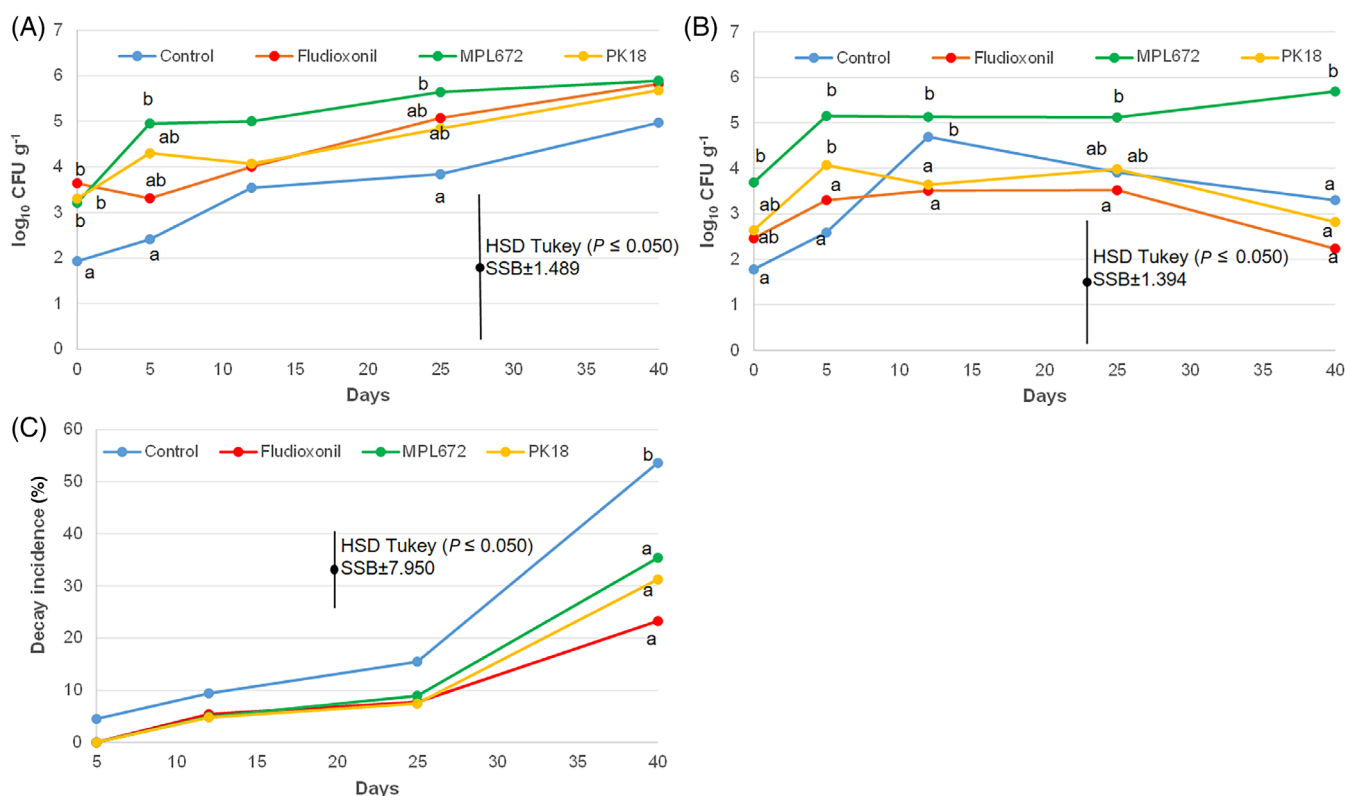 (A)
Control Fludioxonil MPL672 PK18
log10 CFU g-1
7
6
5
4
3
2
1
0
b
b
b
ab
ab
ab
ab
b
b
a
a
a
HSD Tukey (P ≤ 0.050)
SSB±1.489
0 5 10 15 20 25 30 35 40
Days
(B)
Control Fludioxonil MPL672 PK18
7
6
5
4
3
2
1
0
b
b
b
b
b
b
b
ab
ab
ab
ab
a
a
a
a
a
a
a
a
a
HSD Tukey (P ≤ 0.050)
SSB±1.394
0 5 10 15 20 25 30 35 40
Days
(C)
Control Fludioxonil MPL672 PK18
Decay incidence (%)
60
50
40
30
20
10
0
b
a
a
a
HSD Tukey (P ≤ 0.050)
SSB±7.950
5 10 15 20 25 30 35 40
Days